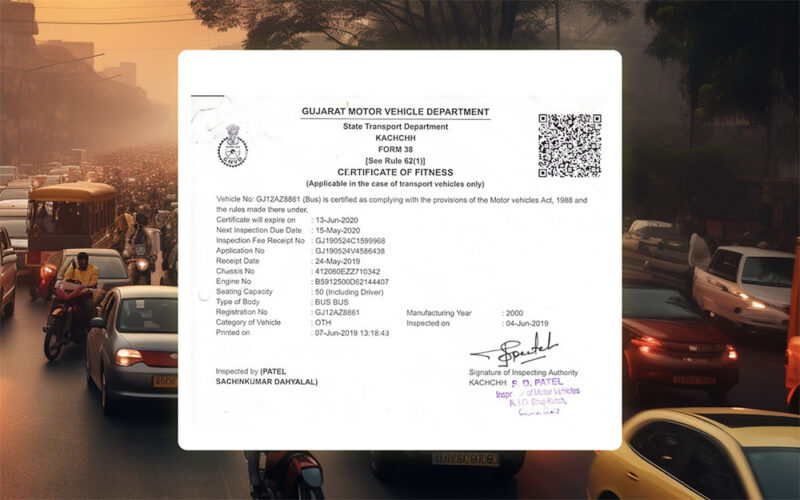 GUJARAT MOTOR VEHICLE DEPARTMENT
State Transport Department
KACHCHH
FORM 38
[See Rule 62(1)]
CERTIFICATE OF FITNESS
(Applicable in the case of transport vehicles only)
Vehicle No: GJ12AZ8861 (Bus) is certified as complying with the provisions of the Motor vehicles Act, 1988 and
the rules made there under.
Certificate will expire on : 13-Jun-2020
Next Inspection Due Date : 15-May-2020
Inspection Fee Receipt No : GJ190524C1599968
Application No : GJ190524V4586438
Receipt Date : 24-May-2019
Chassis No : 412060EZZ710342
Engine No : B5912500D62144407
Seating Capacity : 50 (Including Driver)
Type of Body : BUS BUS
Registration No : GJ12AZ8861 Manufacturing Year : 2000
Category of Vehicle : OTH Inspected on : 04-Jun-2019
Printed on : 07-Jun-2019 13:18:43
Inspected by (PATEL
SACHINKUMAR DAHYALAL)
Signature of Inspecting Authority
KACHCHH S. D. PATEL
of Motor Vehicles